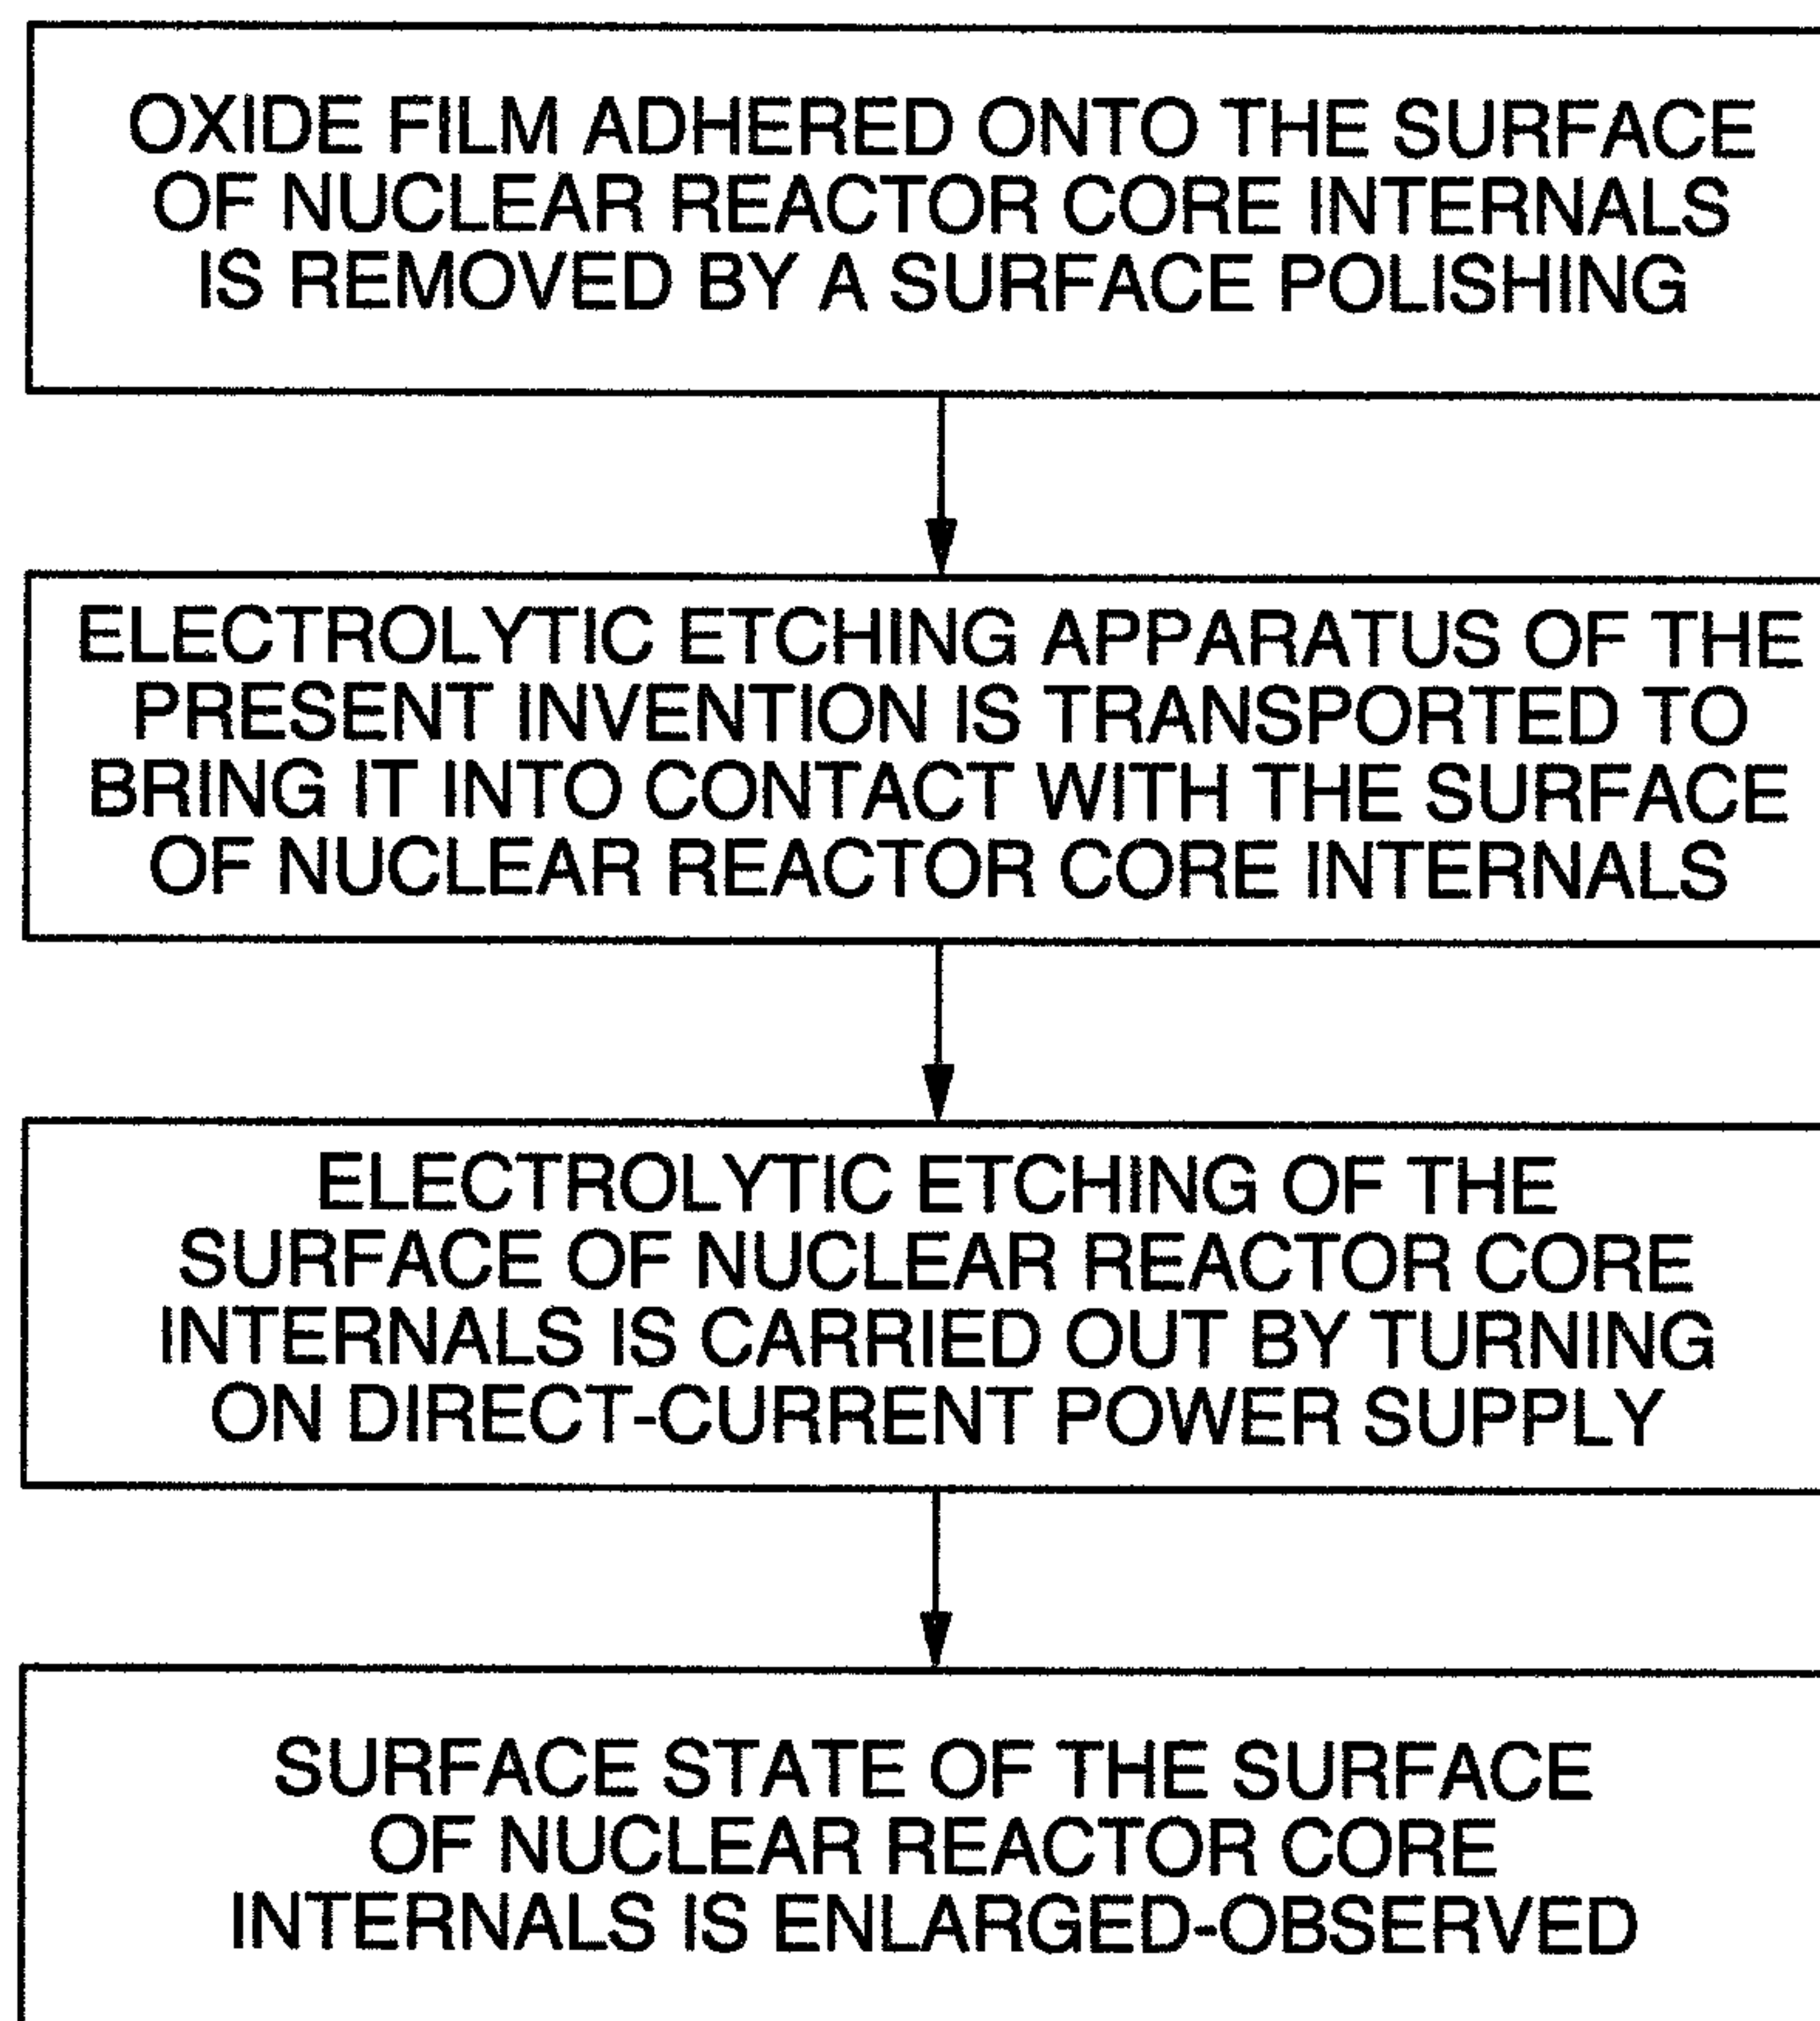 OXIDE FILM ADHERED ONTO THE SURFACE
OF NUCLEAR REACTOR CORE INTERNALS
IS REMOVED BY A SURFACE POLISHING
ELECTROLYTIC ETCHING APPARATUS OF THE
PRESENT INVENTION IS TRANSPORTED TO
BRING IT INTO CONTACT WITH THE SURFACE
OF NUCLEAR REACTOR CORE INTERNALS
ELECTROLYTIC ETCHING OF THE
SURFACE OF NUCLEAR REACTOR CORE
INTERNALS IS CARRIED OUT BY TURNING
ON DIRECT-CURRENT POWER SUPPLY
SURFACE STATE OF THE SURFACE
OF NUCLEAR REACTOR CORE
INTERNALS IS ENLARGED-OBSERVED